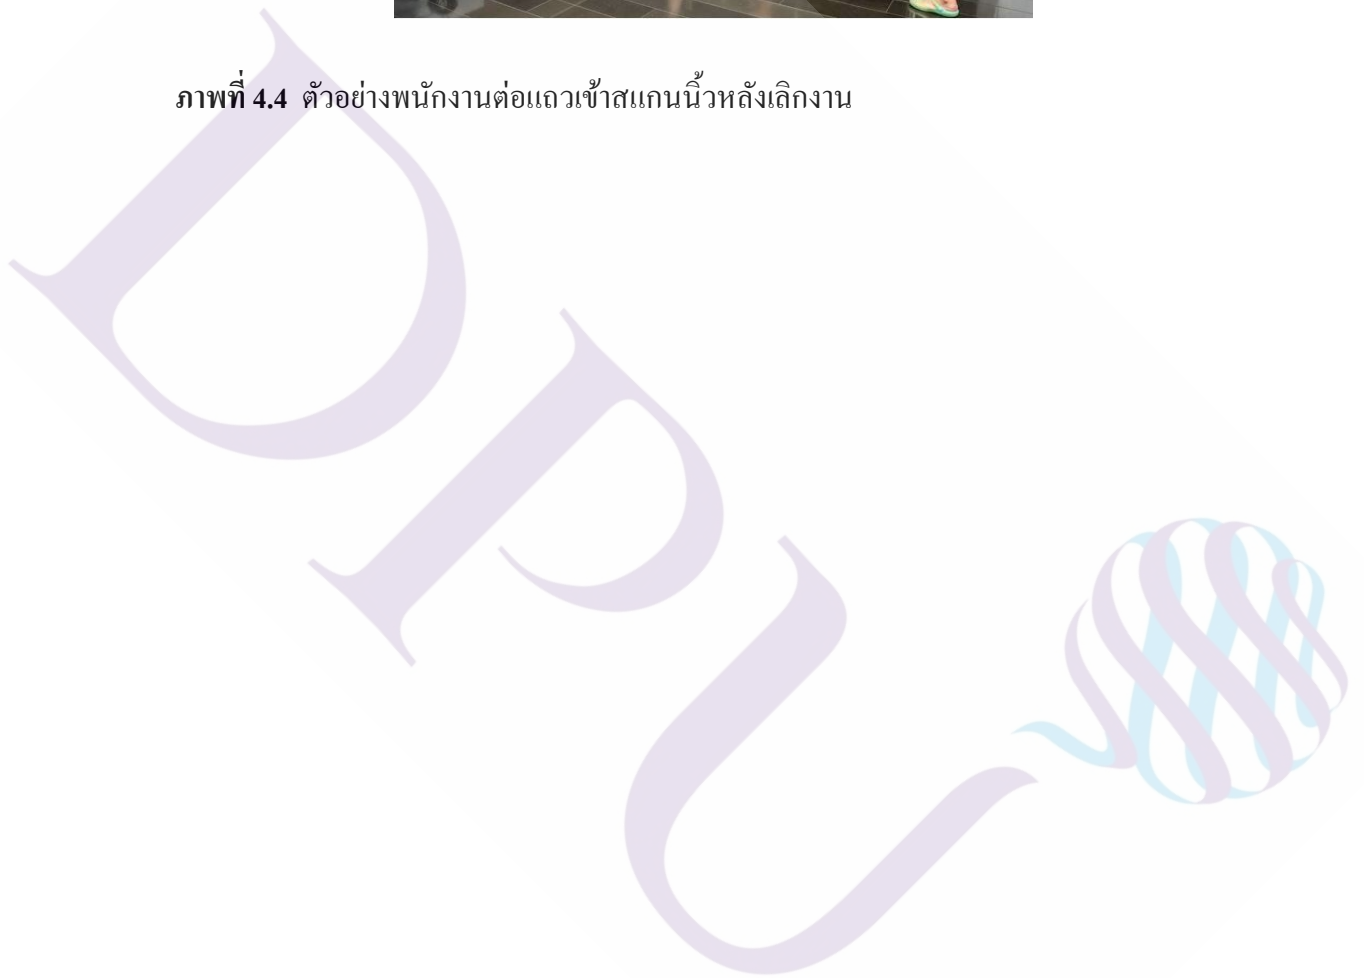 ภาพที่ 4.4 ตัวอย่างพนักงานต่อแถวเข้าสแกนนิ้วหลังเลิกงาน
DPU